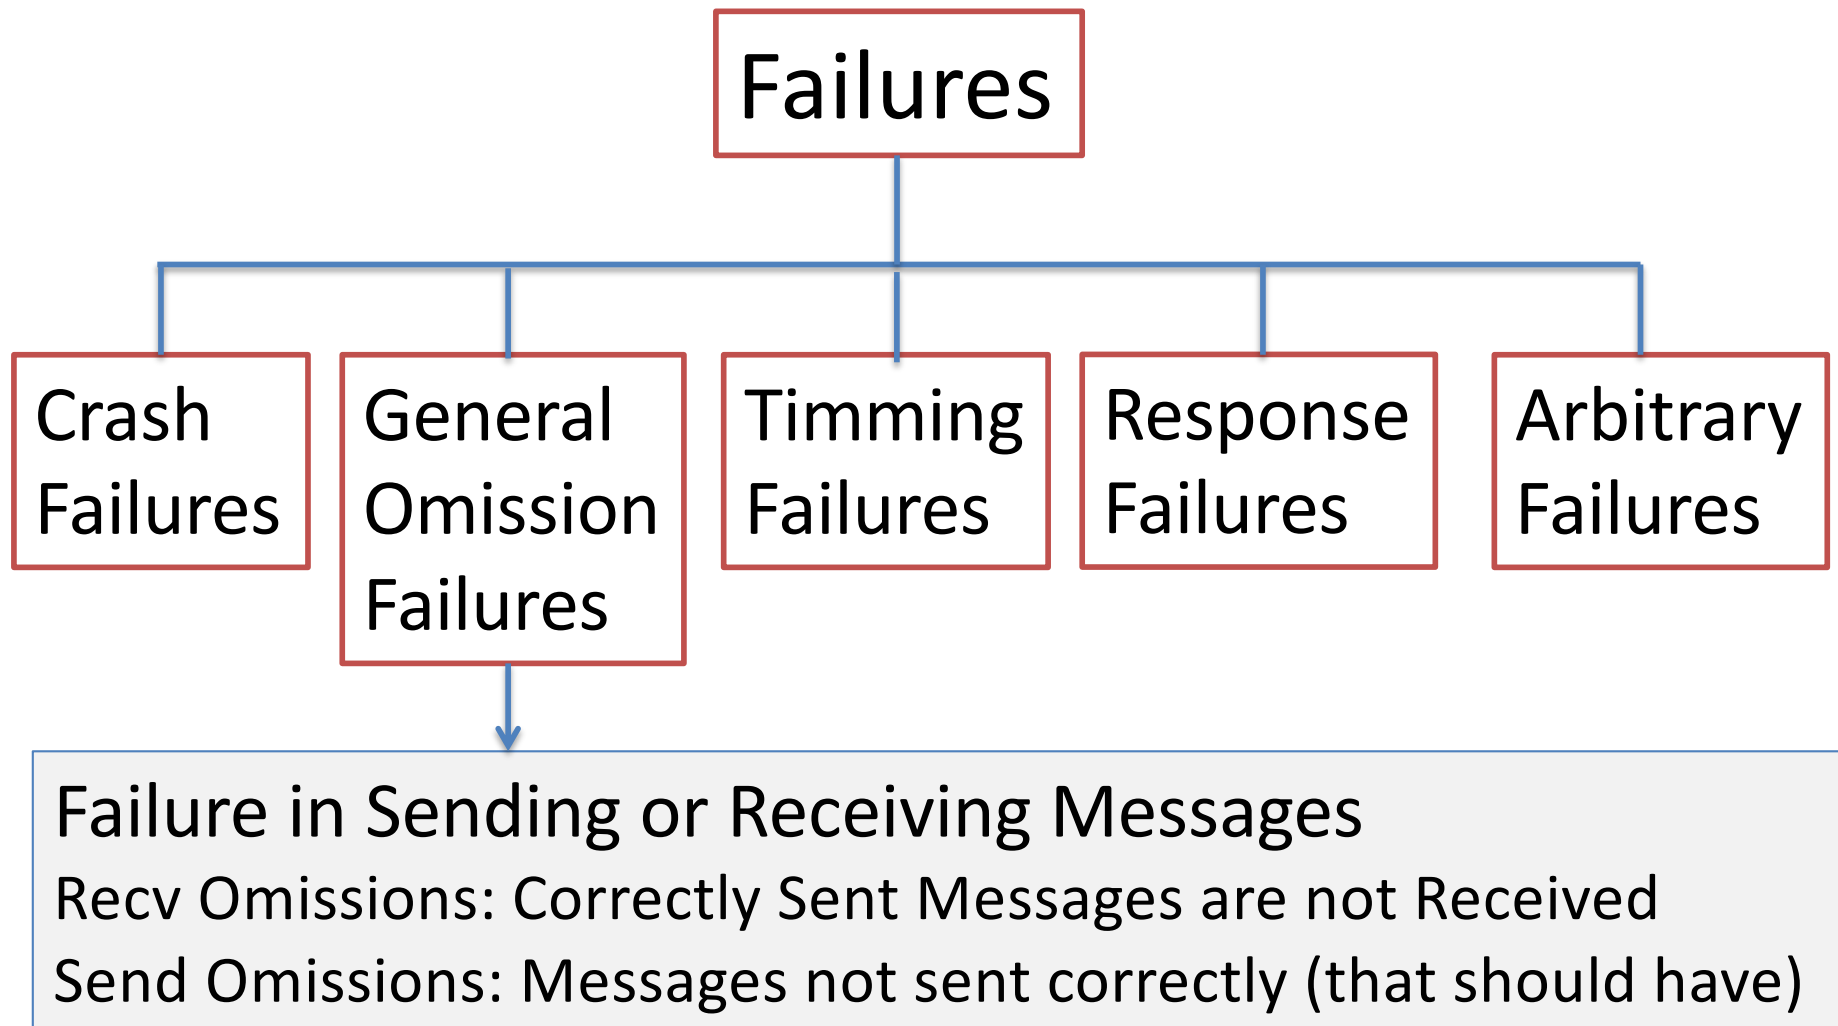 Failures
Crash
Failures
General
Omission
Failures
Timming
Failures
Response
Failures
Arbitrary
Failures
Failure in Sending or Receiving Messages
Recv Omissions: Correctly Sent Messages are not Received
Send Omissions: Messages not sent correctly (that should have)